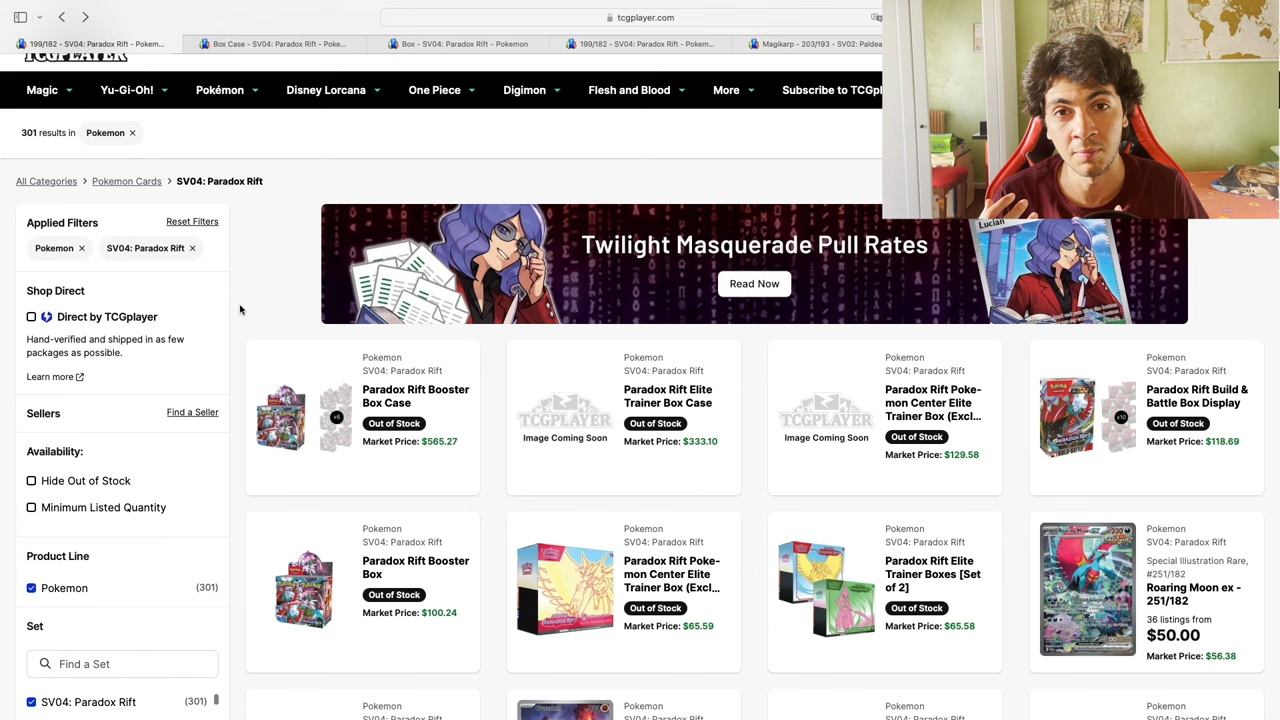 tcgplayer.com
199/182 - SV04: Paradox Rift - Pokem...
Box Case - SV04: Paradox Rift - Poke...
Box - SV04: Paradox Rift - Pokemon
199/182 - SV04: Paradox Rift - Pokem...
Magikarp - 203/193 - SV02: Paldea
TCGPLAYER
Magic
Yu-Gi-Oh!
Pokémon
Disney Lorcana
One Piece
Digimon
Flesh and Blood
More
Subscribe to TCGpl
301 results in
Pokemon
All Categories > Pokemon Cards > SV04: Paradox Rift
Applied Filters
Reset Filters
Pokemon
SV04: Paradox Rift
Shop Direct
Direct by TCGplayer
Hand-verified and shipped in as few
packages as possible.
Learn more
Sellers
Find a Seller
Availability:
Hide Out of Stock
Minimum Listed Quantity
Product Line
Pokemon
(301)
Set
Find a Set
SV04: Paradox Rift
(301)
Twilight Masquerade Pull Rates
Read Now
Lucian
Pokemon
SV04: Paradox Rift
Paradox Rift Booster
Box Case
Out of Stock
Market Price: $565.27
x6
TCGPLAYER
Image Coming Soon
Pokemon
SV04: Paradox Rift
Paradox Rift Elite
Trainer Box Case
Out of Stock
Market Price: $333.10
TCGPLAYER
Image Coming Soon
Pokemon
SV04: Paradox Rift
Paradox Rift Poke-
mon Center Elite
Trainer Box (Excl...
Out of Stock
Market Price: $129.58
x10
Pokemon
SV04: Paradox Rift
Paradox Rift Build &
Battle Box Display
Out of Stock
Market Price: $118.69
Pokemon
SV04: Paradox Rift
Paradox Rift Booster
Box
Out of Stock
Market Price: $100.24
Pokemon
SV04: Paradox Rift
Paradox Rift Poke-
mon Center Elite
Trainer Box (Excl...
Out of Stock
Market Price: $65.59
Pokemon
SV04: Paradox Rift
Paradox Rift Elite
Trainer Boxes [Set
of 2]
Out of Stock
Market Price: $65.58
Pokemon
SV04: Paradox Rift
Special Illustration Rare,
#251/182
Roaring Moon ex -
251/182
36 listings from
$50.00
Market Price: $56.38
Pokemon
Pokemon
Pokemon
Pokemon